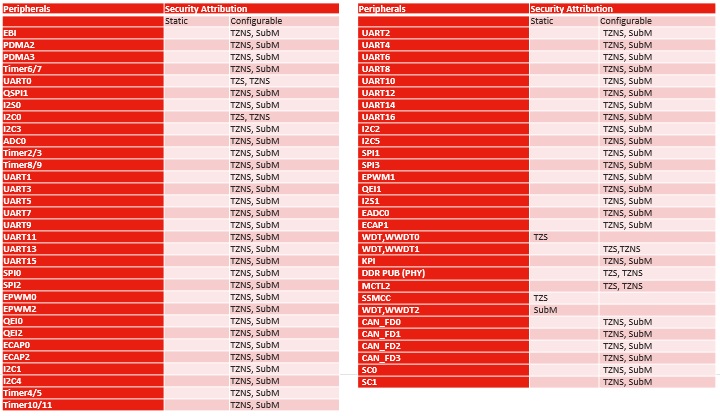 Peripherals Security Attribution
Static Configurable
EBI TZNS, SubM
PDMA2 TZNS, SubM
PDMA3 TZNS, SubM
Timer6/7 TZNS, SubM
UART0 TZS, TZNS
QSPI1 TZNS, SubM
I2S0 TZNS, SubM
I2C0 TZS, TZNS
I2C3 TZNS, SubM
ADC0 TZNS, SubM
Timer2/3 TZNS, SubM
Timer8/9 TZNS, SubM
UART1 TZNS, SubM
UART3 TZNS, SubM
UART5 TZNS, SubM
UART7 TZNS, SubM
UART9 TZNS, SubM
UART11 TZNS, SubM
UART13 TZNS, SubM
UART15 TZNS, SubM
SPI0 TZNS, SubM
SPI2 TZNS, SubM
EPWM0 TZNS, SubM
EPWM2 TZNS, SubM
QEI0 TZNS, SubM
QEI2 TZNS, SubM
ECAP0 TZNS, SubM
ECAP2 TZNS, SubM
I2C1 TZNS, SubM
I2C4 TZNS, SubM
Timer4/5 TZNS, SubM
Timer10/11 TZNS, SubM
Peripherals Security Attribution
Static Configurable
UART2 TZNS, SubM
UART4 TZNS, SubM
UART6 TZNS, SubM
UART8 TZNS, SubM
UART10 TZNS, SubM
UART12 TZNS, SubM
UART14 TZNS, SubM
UART16 TZNS, SubM
I2C2 TZNS, SubM
I2C5 TZNS, SubM
SPI1 TZNS, SubM
SPI3 TZNS, SubM
EPWM1 TZNS, SubM
QEI1 TZNS, SubM
I2S1 TZNS, SubM
EADC0 TZNS, SubM
ECAP1 TZNS, SubM
WDT,WWDT0 TZS
WDT,WWDT1 TZS,TZNS
KPI TZNS, SubM
DDR PUB (PHY) TZS, TZNS
MCTL2 TZS, TZNS
SSMCC TZS
WDT,WWDT2 SubM
CAN_FD0 TZNS, SubM
CAN_FD1 TZNS, SubM
CAN_FD2 TZNS, SubM
CAN_FD3 TZNS, SubM
SC0 TZNS, SubM
SC1 TZNS, SubM